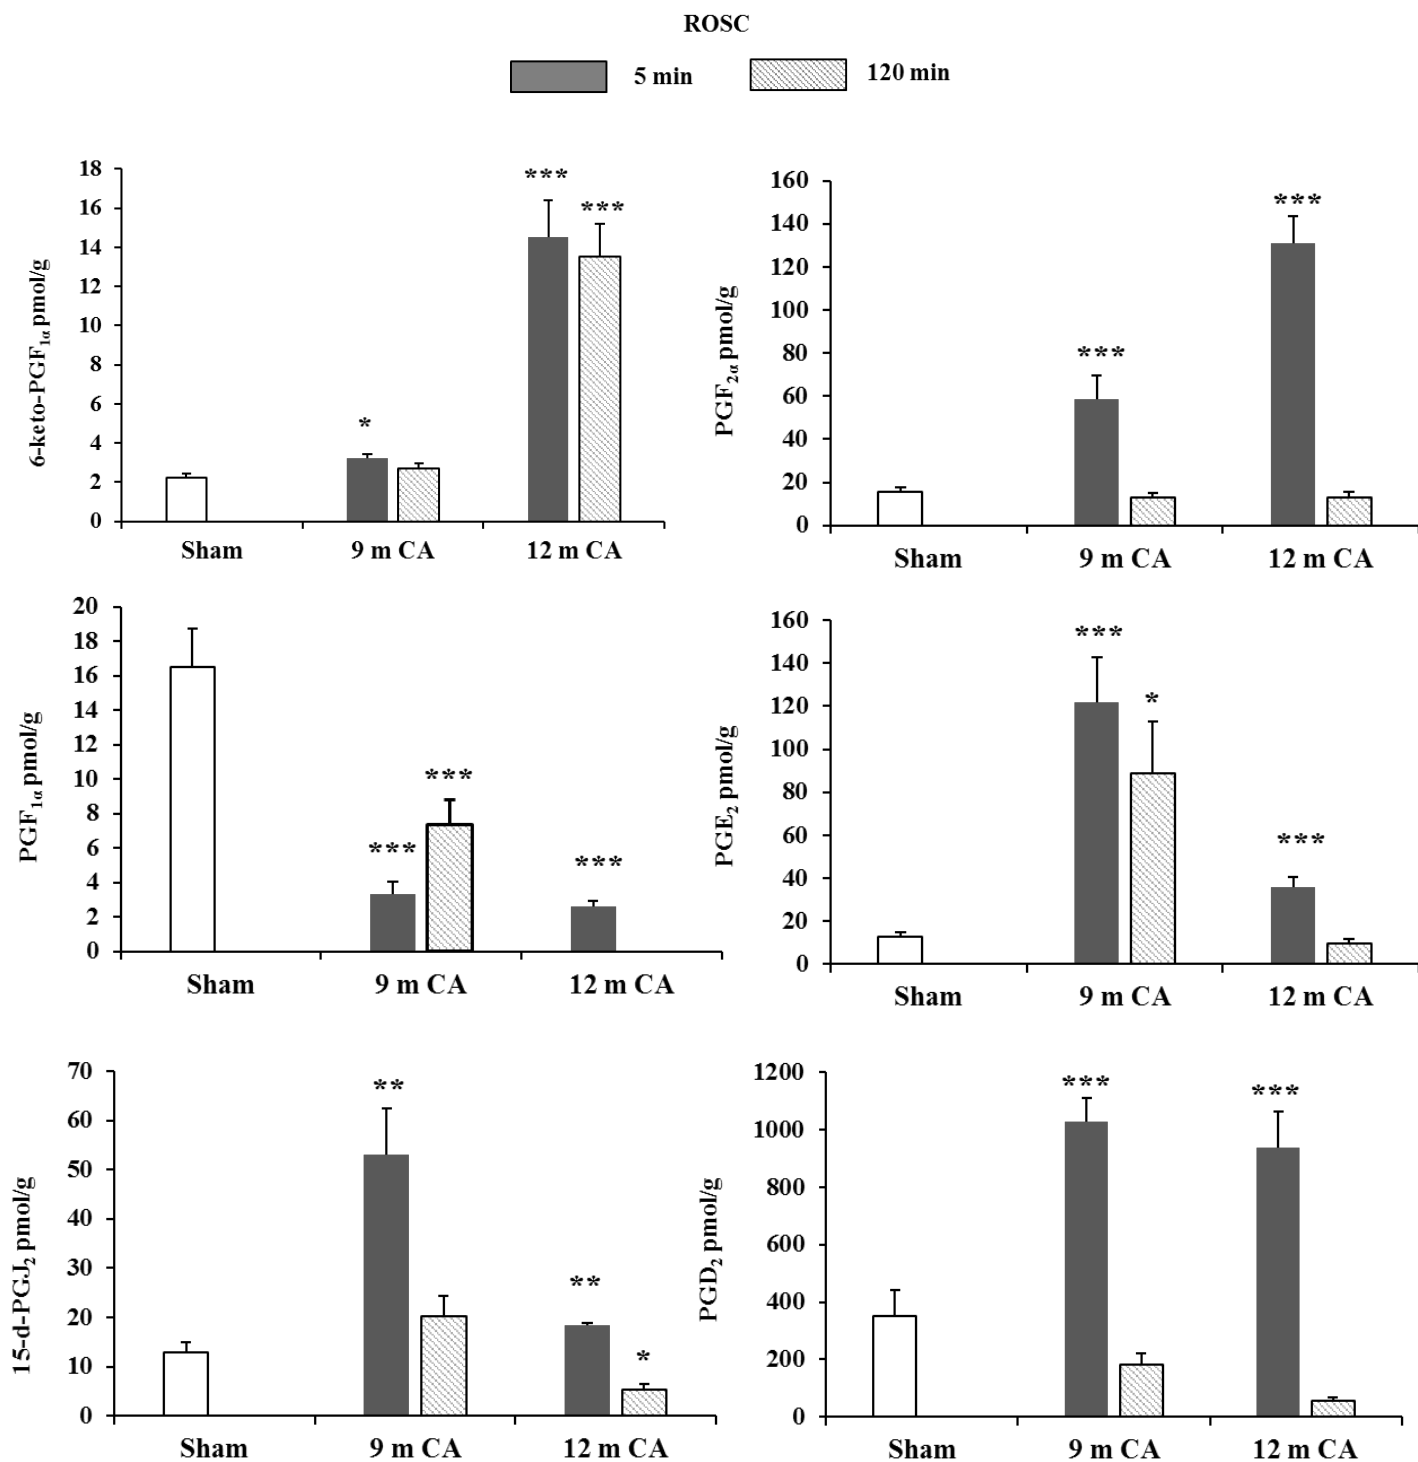 ROSC
5 min
120 min
6-keto-PGF1α pmol/g
18
16
14
12
10
8
6
4
2
0
*
***
***
Sham
9 m CA
12 m CA
PGF2α pmol/g
160
140
120
100
80
60
40
20
0
***
***
Sham
9 m CA
12 m CA
PGF1α pmol/g
20
18
16
14
12
10
8
6
4
2
0
***
***
***
Sham
9 m CA
12 m CA
PGE2 pmol/g
160
140
120
100
80
60
40
20
0
***
*
***
Sham
9 m CA
12 m CA
15-d-PGJ2 pmol/g
70
60
50
40
30
20
10
0
**
**
*
Sham
9 m CA
12 m CA
PGD2 pmol/g
1200
1000
800
600
400
200
0
***
***
Sham
9 m CA
12 m CA